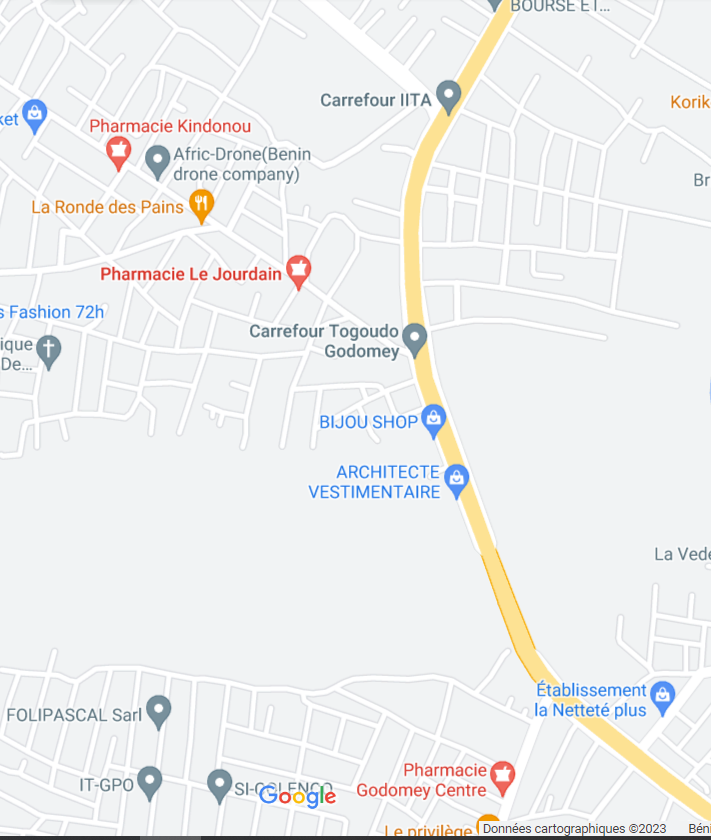 BOURSE ET...
Carrefour IITA
Korik
ket
Pharmacie Kindonou
Afric-Drone(Benin
drone company)
Br
La Ronde des Pains
Pharmacie Le Jourdain
s Fashion 72h
Carrefour Togoudo
Godomey
ique
De...
BIJOU SHOP
ARCHITECTE
VESTIMENTAIRE
La Vede
Établissement
la Netteté plus
FOLIPASCAL Sarl
Pharmacie
Godomey Centre
IT-GPO
SI-COLENCO
Google
Le privilège
Données cartographiques ©2023
Béni